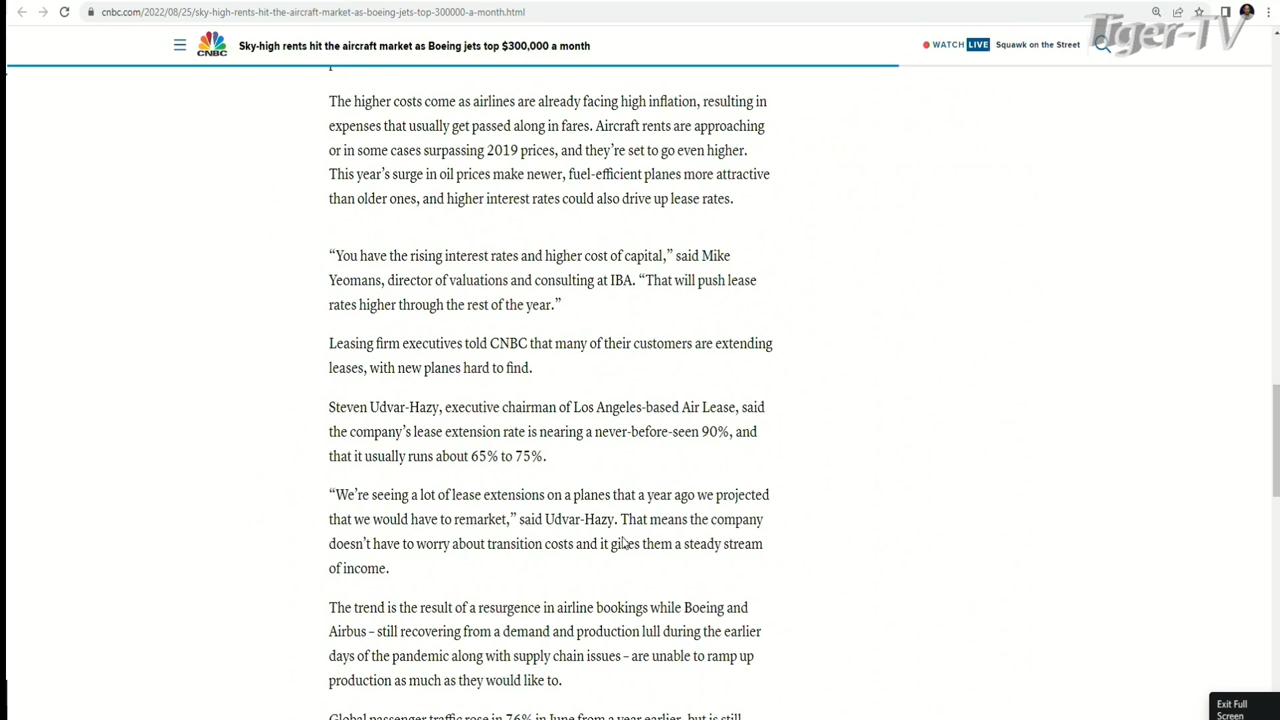 cnbc.com/2022/08/25/sky-high-rents-hit-the-aircraft-market-as-boeing-jets-top-300000-a-month.html
Tiger-TV
CNBC
Sky-high rents hit the aircraft market as Boeing jets top $300,000 a month
WATCH LIVE Squawk on the Street
The higher costs come as airlines are already facing high inflation, resulting in
expenses that usually get passed along in fares. Aircraft rents are approaching
or in some cases surpassing 2019 prices, and they’re set to go even higher.
This year’s surge in oil prices make newer, fuel-efficient planes more attractive
than older ones, and higher interest rates could also drive up lease rates.
“You have the rising interest rates and higher cost of capital,” said Mike
Yeomans, director of valuations and consulting at IBA. “That will push lease
rates higher through the rest of the year.”
Leasing firm executives told CNBC that many of their customers are extending
leases, with new planes hard to find.
Steven Udvar-Hazy, executive chairman of Los Angeles-based Air Lease, said
the company’s lease extension rate is nearing a never-before-seen 90%, and
that it usually runs about 65% to 75%.
“We’re seeing a lot of lease extensions on a planes that a year ago we projected
that we would have to remarket,” said Udvar-Hazy. That means the company
doesn’t have to worry about transition costs and it gives them a steady stream
of income.
The trend is the result of a resurgence in airline bookings while Boeing and
Airbus – still recovering from a demand and production lull during the earlier
days of the pandemic along with supply chain issues – are unable to ramp up
production as much as they would like to.
Global passenger traffic rose in 76% in June from a year earlier, but is still
Exit Full
Screen